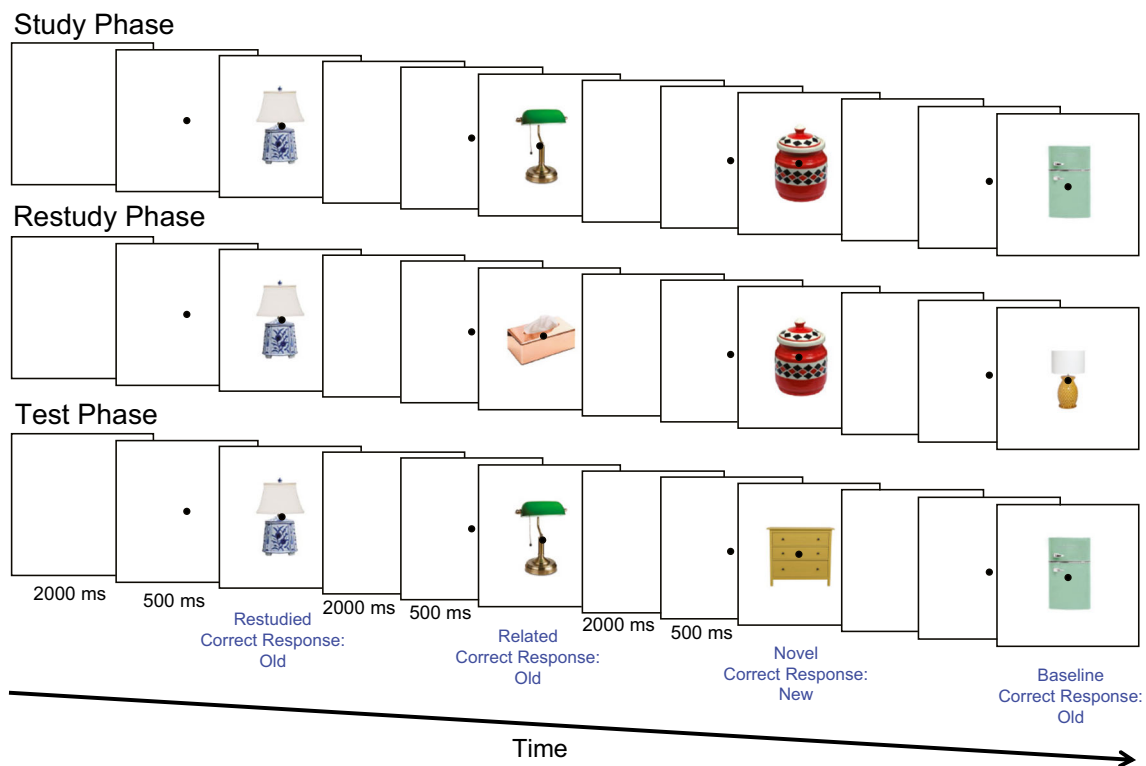 Study Phase
Restudy Phase
Test Phase
2000 ms
500 ms
Restudied
Correct Response:
Old
2000 ms
500 ms
Related
Correct Response:
Old
2000 ms
500 ms
Novel
Correct Response:
New
Baseline
Correct Response:
Old
Time